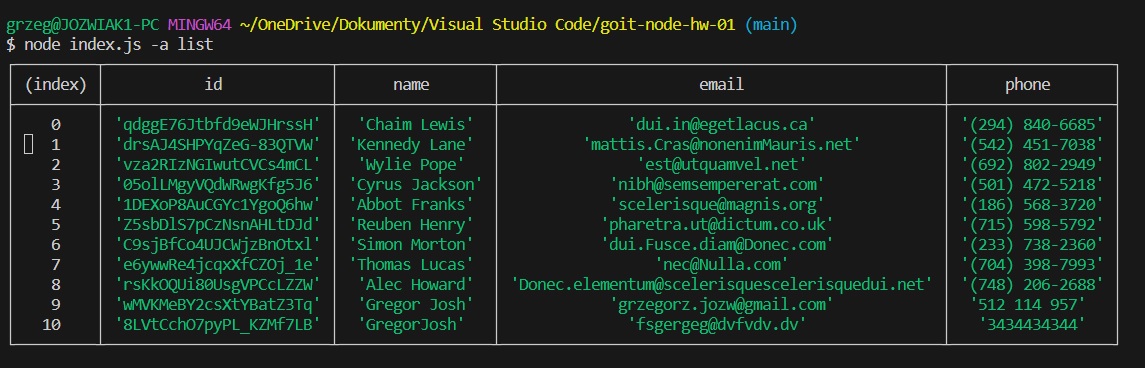 grzeg@JOZWIAK1-PC MINGW64 ~/OneDrive/Dokumenty/Visual Studio Code/goit-node-hw-01 (main)
$ node index.js -a list
(index) id name email phone
0 'qdggE76Jtbfd9eWJHrssH' 'Chaim Lewis' 'dui.in@egetlacus.ca' '(294) 840-6685'
1 'drsAJ4SHPYqZeG-83QTVW' 'Kennedy Lane' 'mattis.Cras@nonenimMauris.net' '(542) 451-7038'
2 'vza2RIzNGIwutCVCs4mCL' 'Wylie Pope' 'est@utquamvel.net' '(692) 802-2949'
3 '05olLMgyVQdWRwgKfg5J6' 'Cyrus Jackson' 'nibh@semsempererat.com' '(501) 472-5218'
4 '1DEXoP8AuCGYc1YgoQ6hw' 'Abbot Franks' 'scelerisque@magnis.org' '(186) 568-3720'
5 'Z5sbDlS7pCzNsnAHLtDJd' 'Reuben Henry' 'pharetra.ut@dictum.co.uk' '(715) 598-5792'
6 'C9sjBfCo4UJCWjzBnOtxl' 'Simon Morton' 'dui.Fusce.diam@Donec.com' '(233) 738-2360'
7 'e6ywwRe4jcqxXfCZOj_1e' 'Thomas Lucas' 'nec@Nulla.com' '(704) 398-7993'
8 'rsKkOQUi80UsgVPCcLZZW' 'Alec Howard' 'Donec.elementum@scelerisquescelerisquedui.net' '(748) 206-2688'
9 'wMVKMeBY2csXtYBatZ3Tq' 'Gregor Josh' 'grzegorz.jozw@gmail.com' '512 114 957'
10 '8LVtCchO7pyPL_KZMf7LB' 'GregorJosh' 'fsgergeg@dvfvdv.dv' '3434434344'